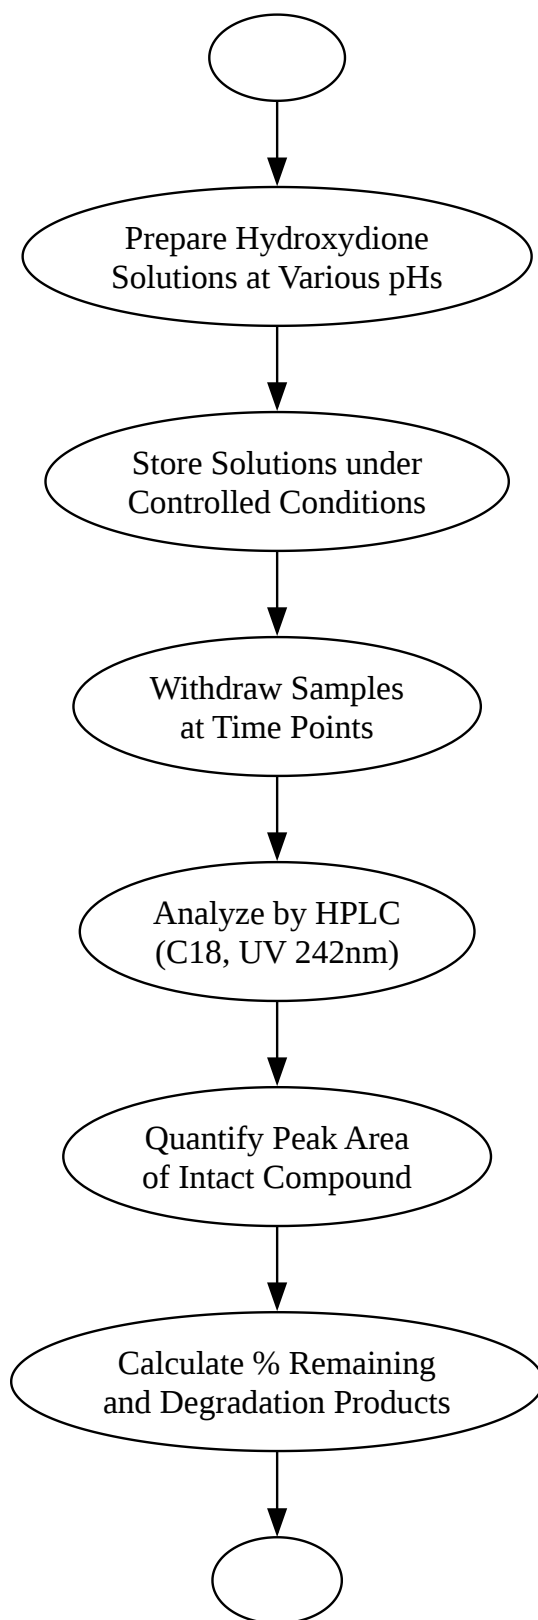 Prepare Hydroxydione
Solutions at Various pHs
Store Solutions under
Controlled Conditions
Withdraw Samples
at Time Points
Analyze by HPLC
(C18, UV 242nm)
Quantify Peak Area
of Intact Compound
Calculate % Remaining
and Degradation Products